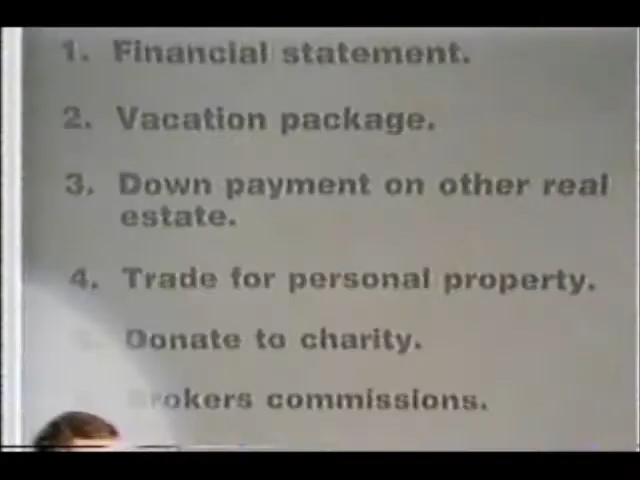 1. Financial statement.
2. Vacation package.
3. Down payment on other real
estate.
4. Trade for personal property.
Donate to charity.
Brokers commissions.